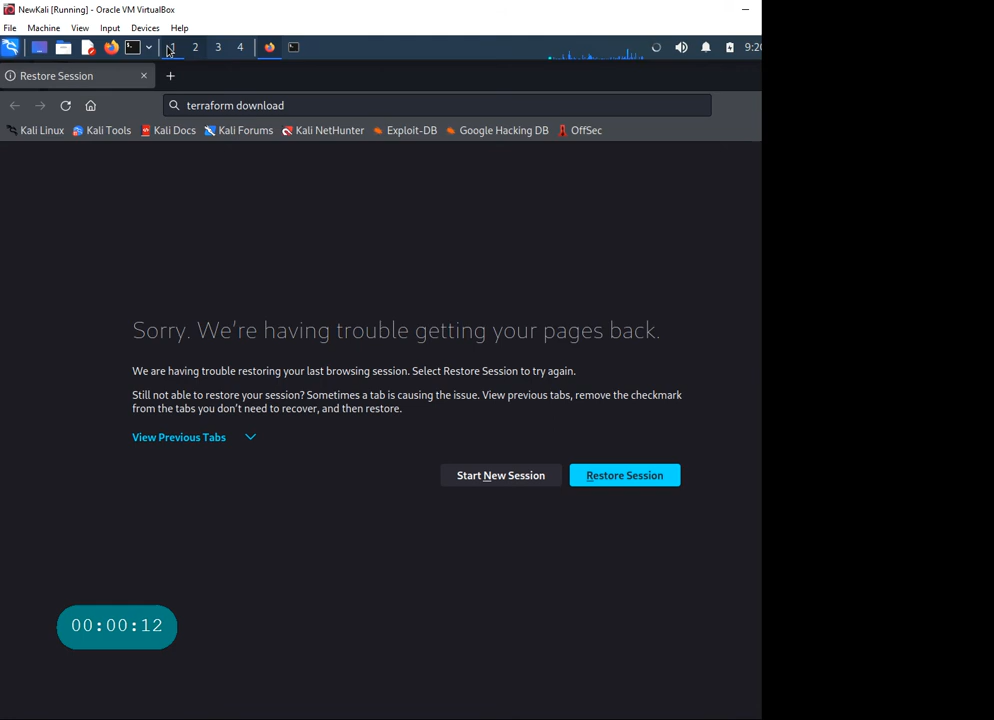 NewKali [Running] - Oracle VM VirtualBox
File Machine View Input Devices Help
1 2 3 4
Restore Session
terraform download
Kali Linux Kali Tools Kali Docs Kali Forums Kali NetHunter Exploit-DB Google Hacking DB OffSec
Sorry. We're having trouble getting your pages back.
We are having trouble restoring your last browsing session. Select Restore Session to try again.
Still not able to restore your session? Sometimes a tab is causing the issue. View previous tabs, remove the checkmark
from the tabs you don't need to recover, and then restore.
View Previous Tabs
Start New Session Restore Session
00:00:12